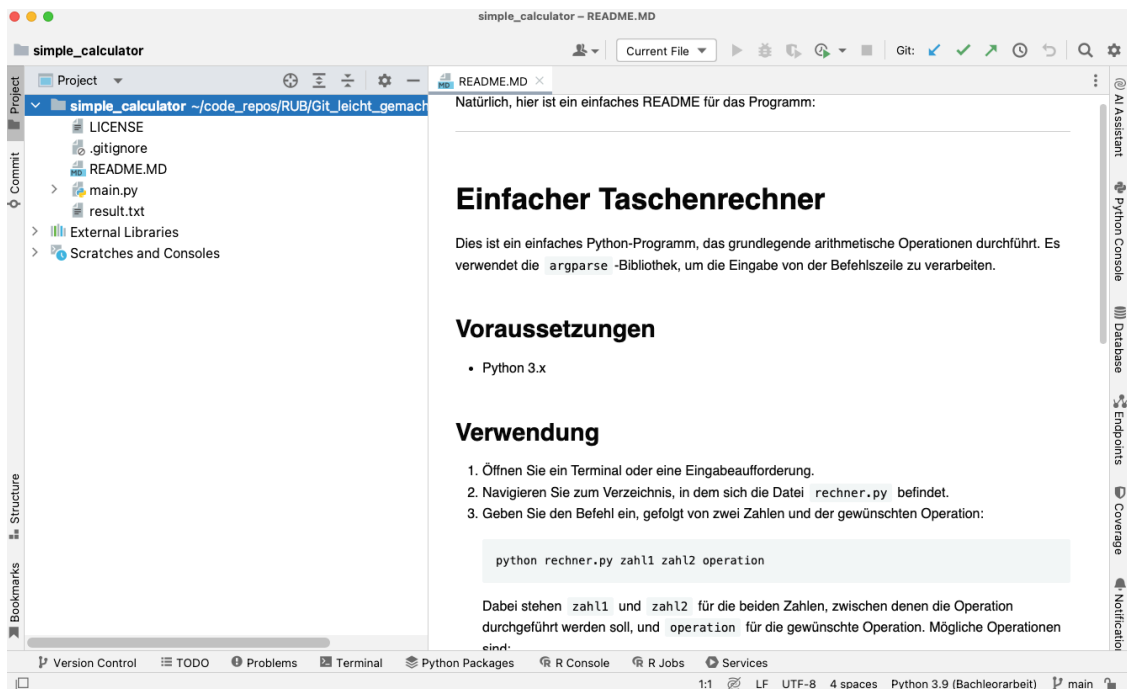 simple_calculator – README.MD
simple_calculator
Current File
Git:
Project
Project
Commit
Structure
Bookmarks
simple_calculator ~/code_repos/RUB/Git_leicht_gemach
LICENSE
.gitignore
README.MD
main.py
result.txt
External Libraries
Scratches and Consoles
README.MD
Natürlich, hier ist ein einfaches README für das Programm:
Einfacher Taschenrechner
Dies ist ein einfaches Python-Programm, das grundlegende arithmetische Operationen durchführt. Es
verwendet die argparse -Bibliothek, um die Eingabe von der Befehlszeile zu verarbeiten.
Voraussetzungen
• Python 3.x
Verwendung
1. Öffnen Sie ein Terminal oder eine Eingabeaufforderung.
2. Navigieren Sie zum Verzeichnis, in dem sich die Datei rechner.py befindet.
3. Geben Sie den Befehl ein, gefolgt von zwei Zahlen und der gewünschten Operation:
python rechner.py zahl1 zahl2 operation
Dabei stehen zahl1 und zahl2 für die beiden Zahlen, zwischen denen die Operation
durchgeführt werden soll, und operation für die gewünschte Operation. Mögliche Operationen
sind:
AI Assistant
Python Console
Database
Endpoints
Coverage
Notificatio
Version Control
TODO
Problems
Terminal
Python Packages
R Console
R Jobs
Services
1:1 LF UTF-8 4 spaces Python 3.9 (Bachleorarbeit) main